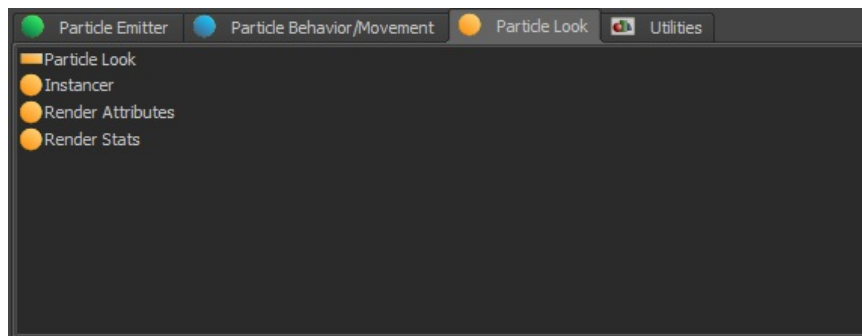 Particle Emitter Particle Behavior/Movement Particle Look Utilities
Particle Look
Instancer
Render Attributes
Render Stats